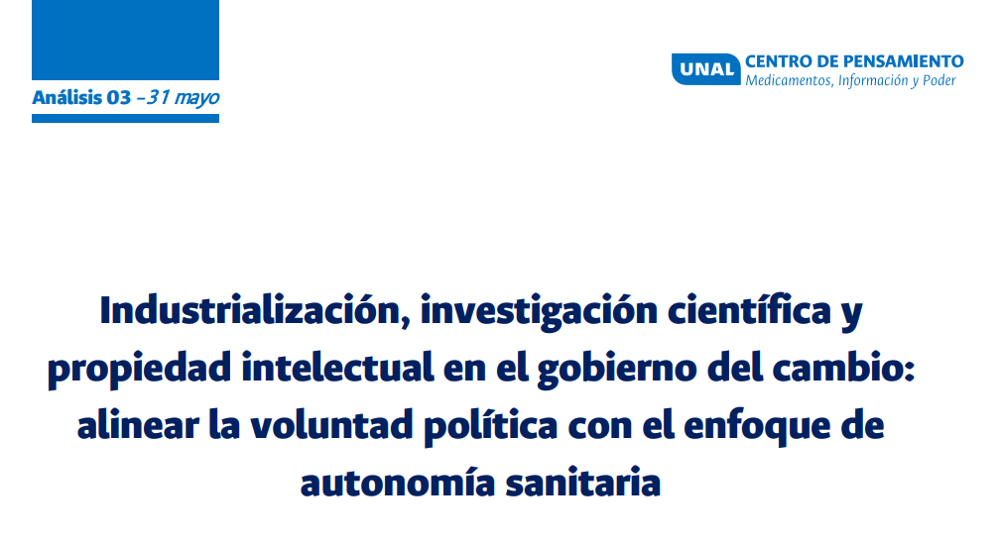 UNAL CENTRO DE PENSAMIENTO
Medicamentos, Información y Poder
Análisis 03 - 31 mayo
Industrialización, investigación científica y
propiedad intelectual en el gobierno del cambio:
alinear la voluntad política con el enfoque de
autonomía sanitaria